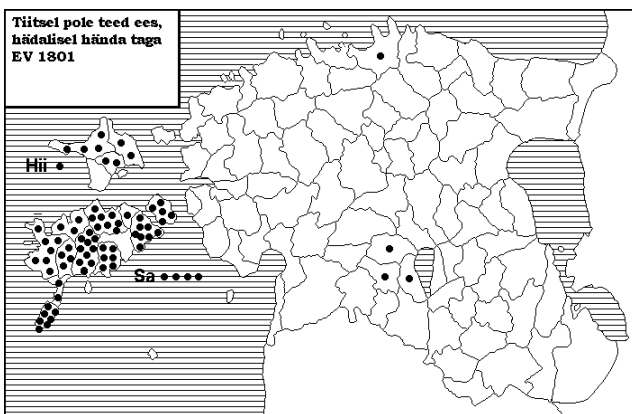 Tiitsel pole teed ees,
hädalisel hända taga
EV 1801
Hii
Sa